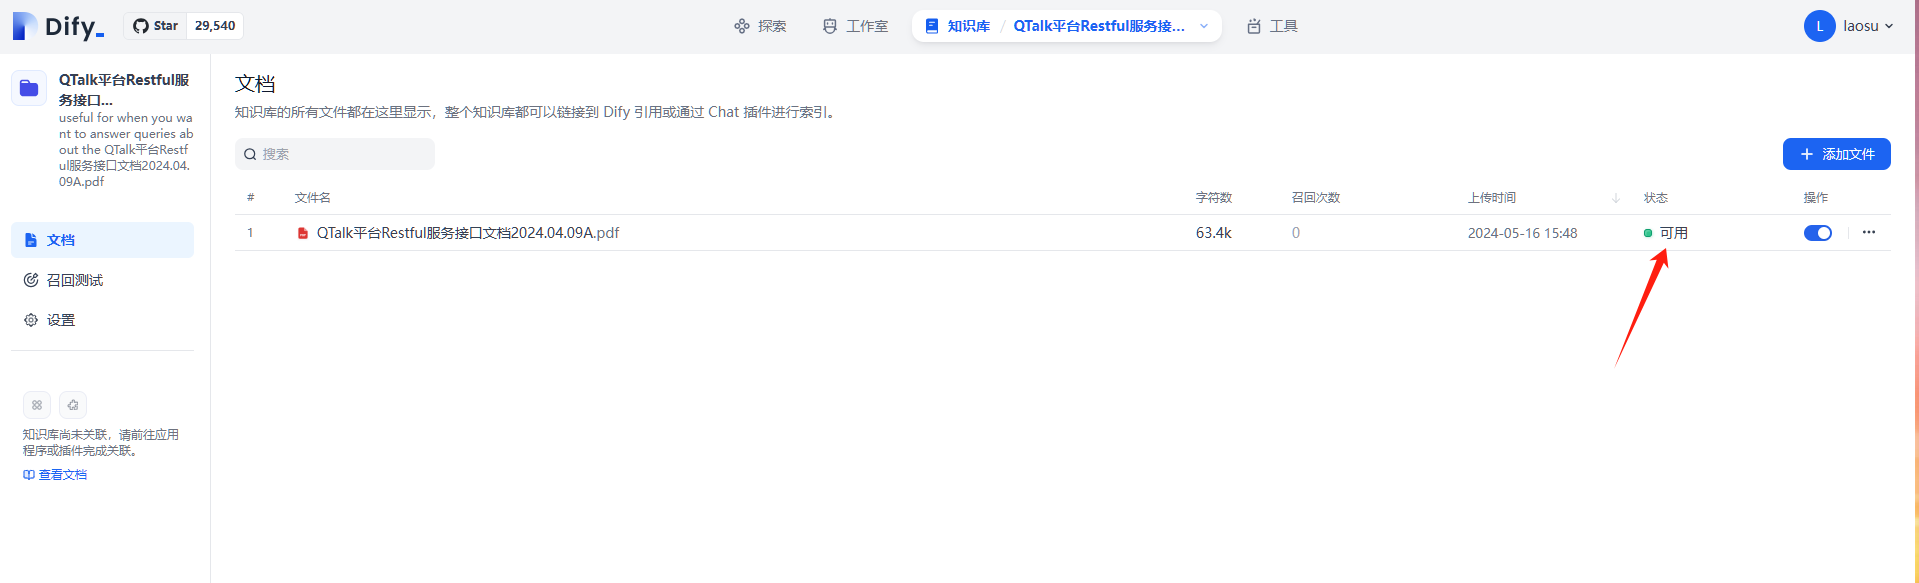 Dify_
Star 29,540
探索
工作室
知识库 / QTalk平台Restful服务接...
工具
L laosu
QTalk平台Restful服
务接口...
useful for when you wa
nt to answer queries ab
out the QTalk平台Restf
ul服务接口文档2024.04.
09A.pdf
文档
召回测试
设置
知识库尚未关联，请前往应用
程序或插件完成关联。
查看文档
文档
知识库的所有文件都在这里显示，整个知识库都可以链接到 Dify 引用或通过 Chat 插件进行索引。
搜索
添加文件
# 文件名 字符数 召回次数 上传时间 ↓ 状态 操作
1 QTalk平台Restful服务接口文档2024.04.09A.pdf 63.4k 0 2024-05-16 15:48 可用 ···